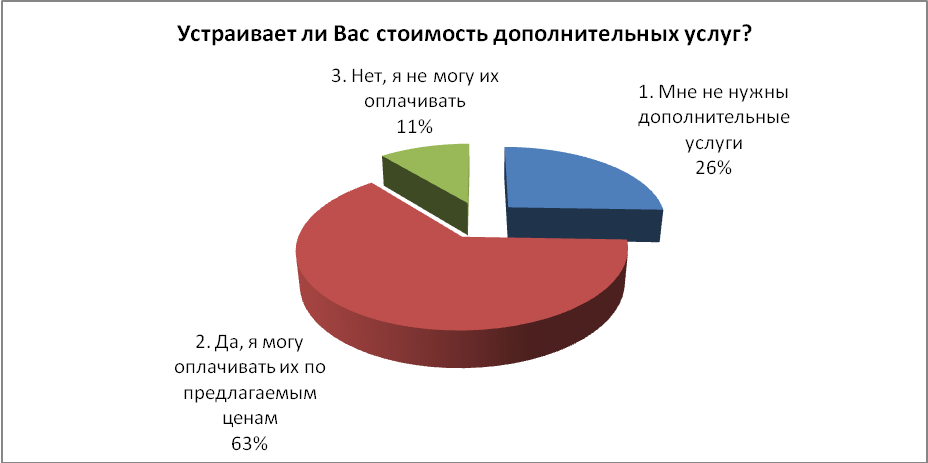 Устраивает ли Вас стоимость дополнительных услуг?
3. Нет, я не могу их
оплачивать
11%
1. Мне не нужны
дополнительные
услуги
26%
2. Да, я могу
оплачивать их по
предлагаемым
ценам
63%